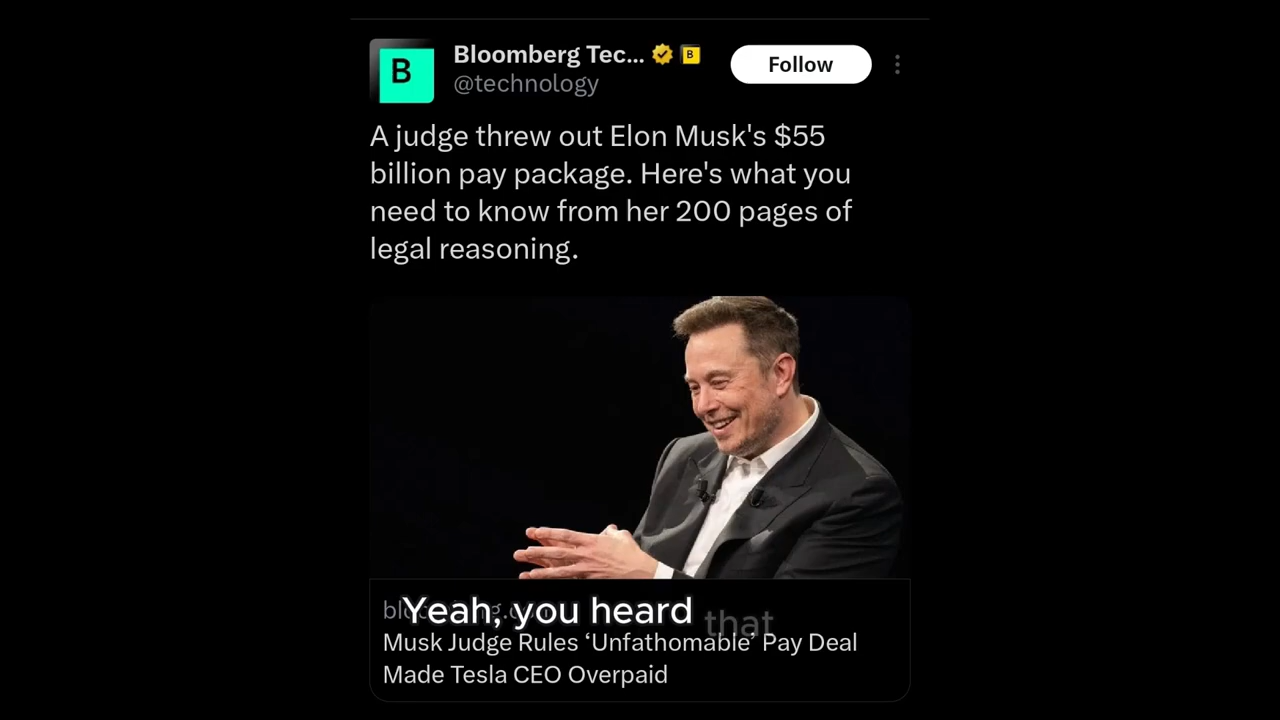 B
Bloomberg Tec... B
Follow
@technology
A judge threw out Elon Musk's $55
billion pay package. Here's what you
need to know from her 200 pages of
legal reasoning.
Yeah, you heard that
Musk Judge Rules ‘Unfathomable’ Pay Deal
Made Tesla CEO Overpaid